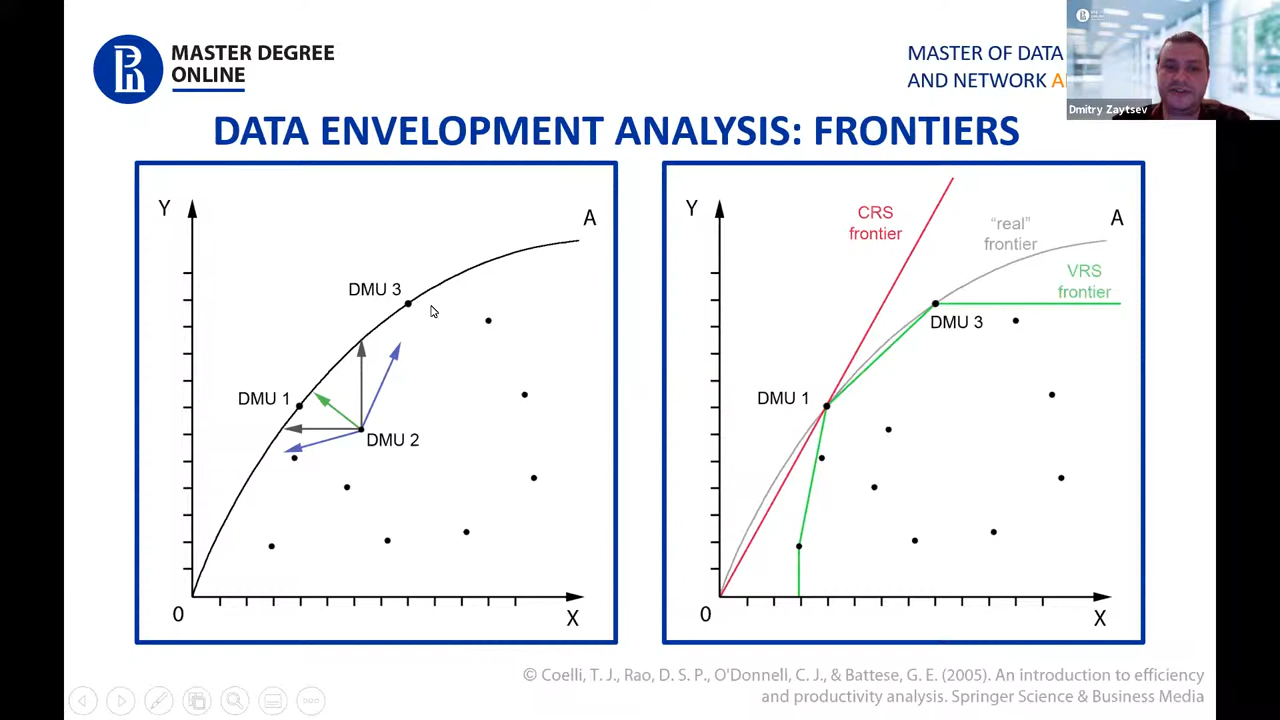 MASTER DEGREE
ONLINE
MASTER OF DATA
AND NETWORK A
Dmitry Zaytsev
DATA ENVELOPMENT ANALYSIS: FRONTIERS
Y
A
DMU 3
DMU 1
DMU 2
0
X
Y
CRS
frontier
"real"
frontier
A
VRS
frontier
DMU 3
DMU 1
0
X
© Coelli, T. J., Rao, D. S. P., O'Donnell, C. J., & Battese, G. E. (2005). An introduction to efficiency
and productivity analysis. Springer Science & Business Media